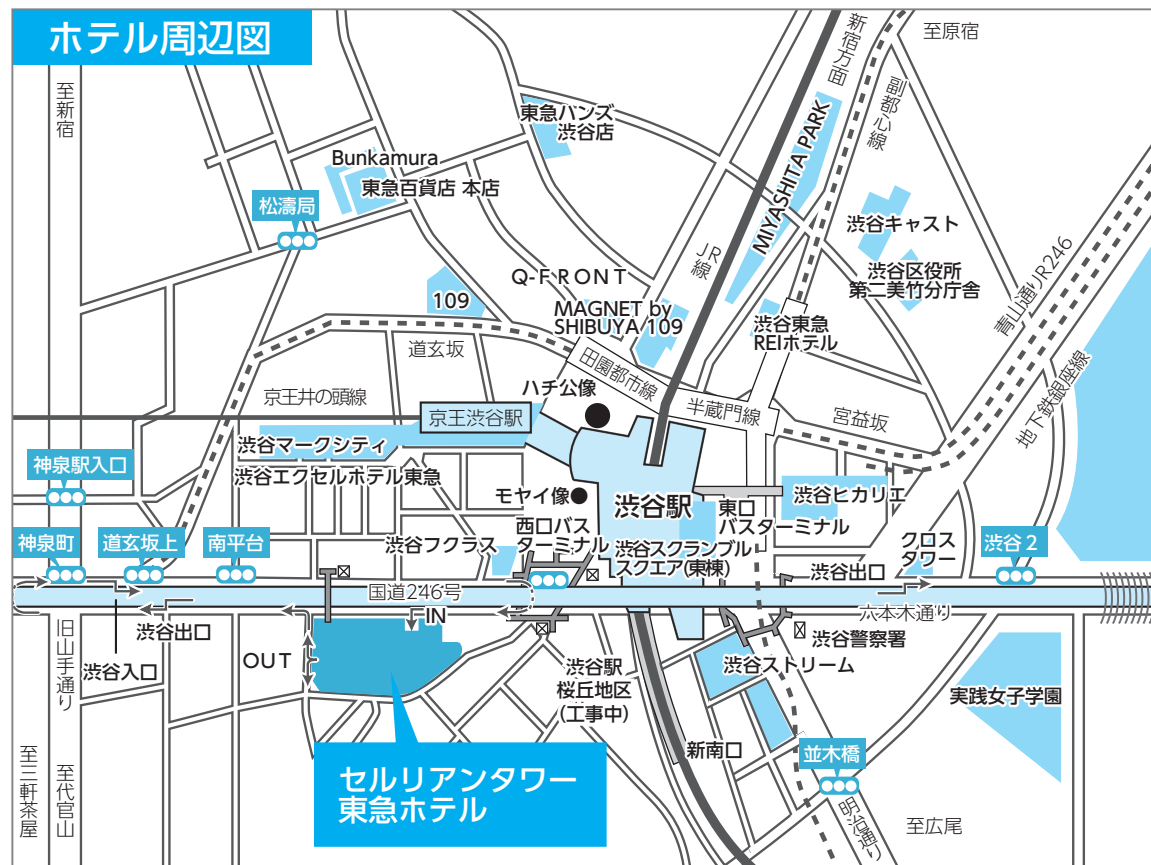 ホテル周辺図
至新宿
新宿方面
至原宿
副都心線
東急ハンズ
渋谷店
MIYASHITA PARK
Bunkamura
東急百貨店 本店
松濤局
渋谷キャスト
JR線
渋谷区役所
第二美竹分庁舎
青山通りR246
Q-FRONT
109
MAGNET by
SHIBUYA 109
渋谷東急
REIホテル
道玄坂
田園都市線
地下鉄銀座線
京王井の頭線
ハチ公像
半蔵門線
宮益坂
京王渋谷駅
渋谷マークシティ
神泉駅入口
渋谷エクセルホテル東急
モヤイ像
渋谷駅
渋谷ヒカリエ
東口
バスターミナル
神泉町
道玄坂上
南平台
渋谷フクラス
西口バス
ターミナル
渋谷スクランブル
スクエア(東棟)
クロス
タワー
渋谷2
渋谷出口
国道246号
六本木通り
IN
渋谷出口
渋谷入口
旧山手通り
OUT
渋谷駅
桜丘地区
(工事中)
渋谷ストリーム
渋谷警察署
実践女子学園
新南口
並木橋
セルリアンタワー
東急ホテル
至三軒茶屋
至代官山
明治通り
至広尾